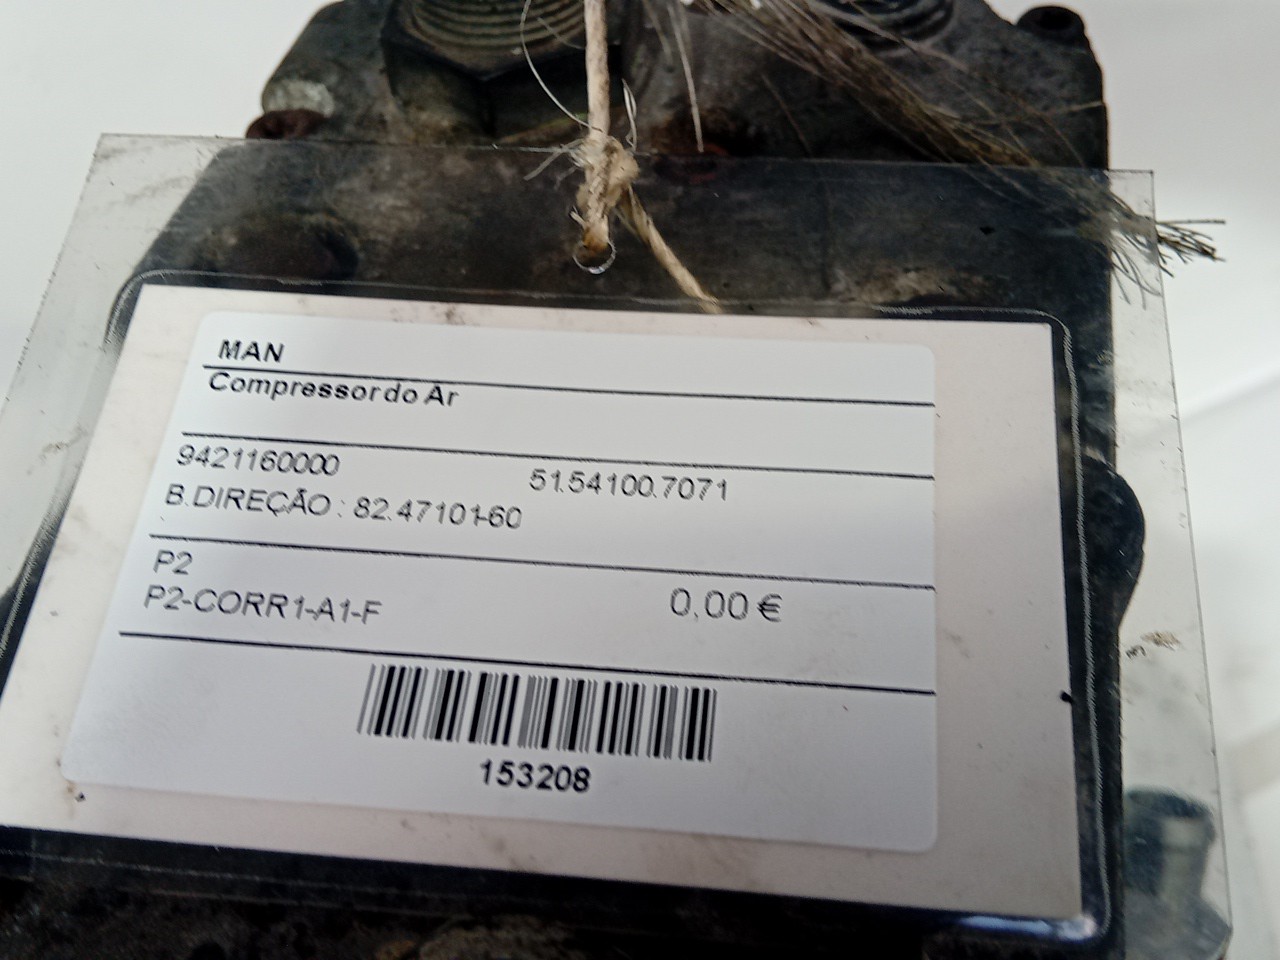 MAN
Compressor do Ar
9421160000 51.54100.7071
B.DIREÇÃO : 82.47101-60
P2
P2-CORR1-A1-F 0,00 €
153208